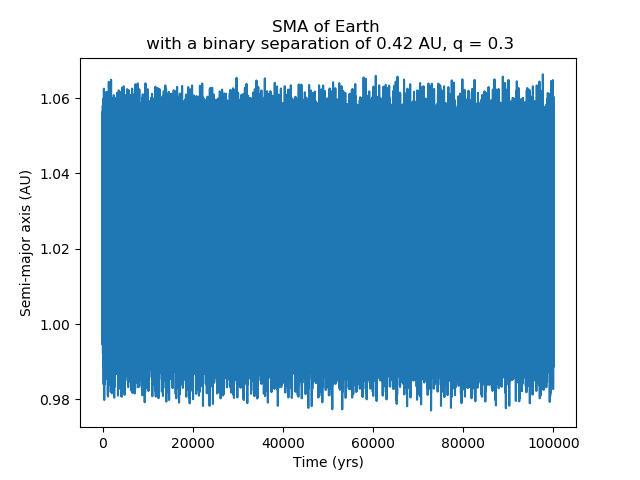 SMA of Earth
with a binary separation of 0.42 AU, q = 0.3
1.06
1.04
1.02
1.00
0.98
Semi-major axis (AU)
0 20000 40000 60000 80000 100000
Time (yrs)